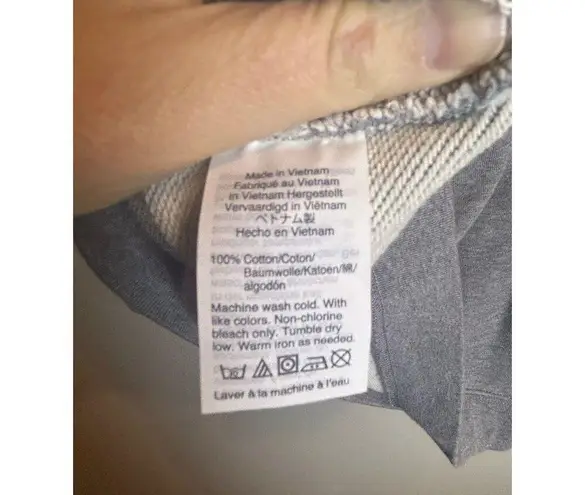 Made in Vietnam
Fabriqué au Vietnam
in Vietnam Hergestellt
Vervaardigd in Viëtnam
ベトナム製
Hecho en Vietnam
100% Cotton/Coton/
Baumwolle/Katoen/綿/
algodón
Machine wash cold. With
like colors. Non-chlorine
bleach only. Tumble dry
low. Warm iron as needed.
Laver à la machine à l'eau